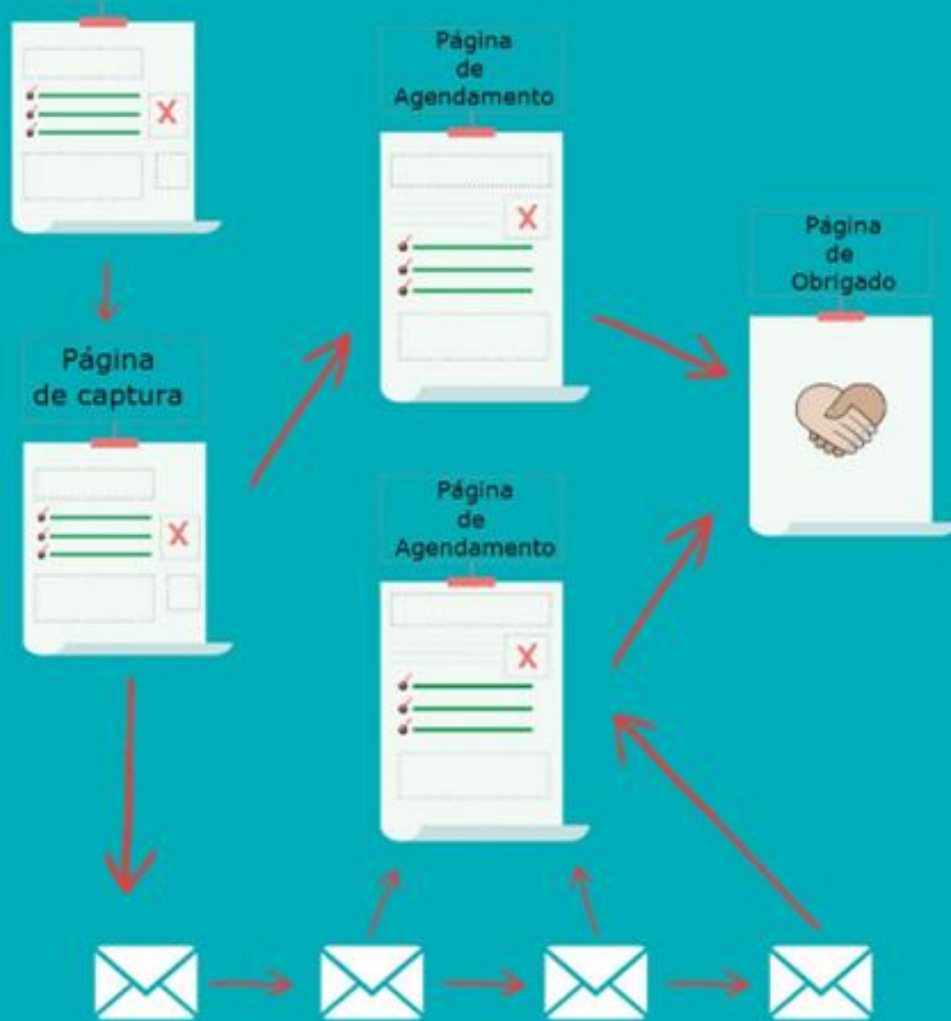 Página
de
Agendamento
Página
de
Obrigado
Página
de captura
Página
de
Agendamento